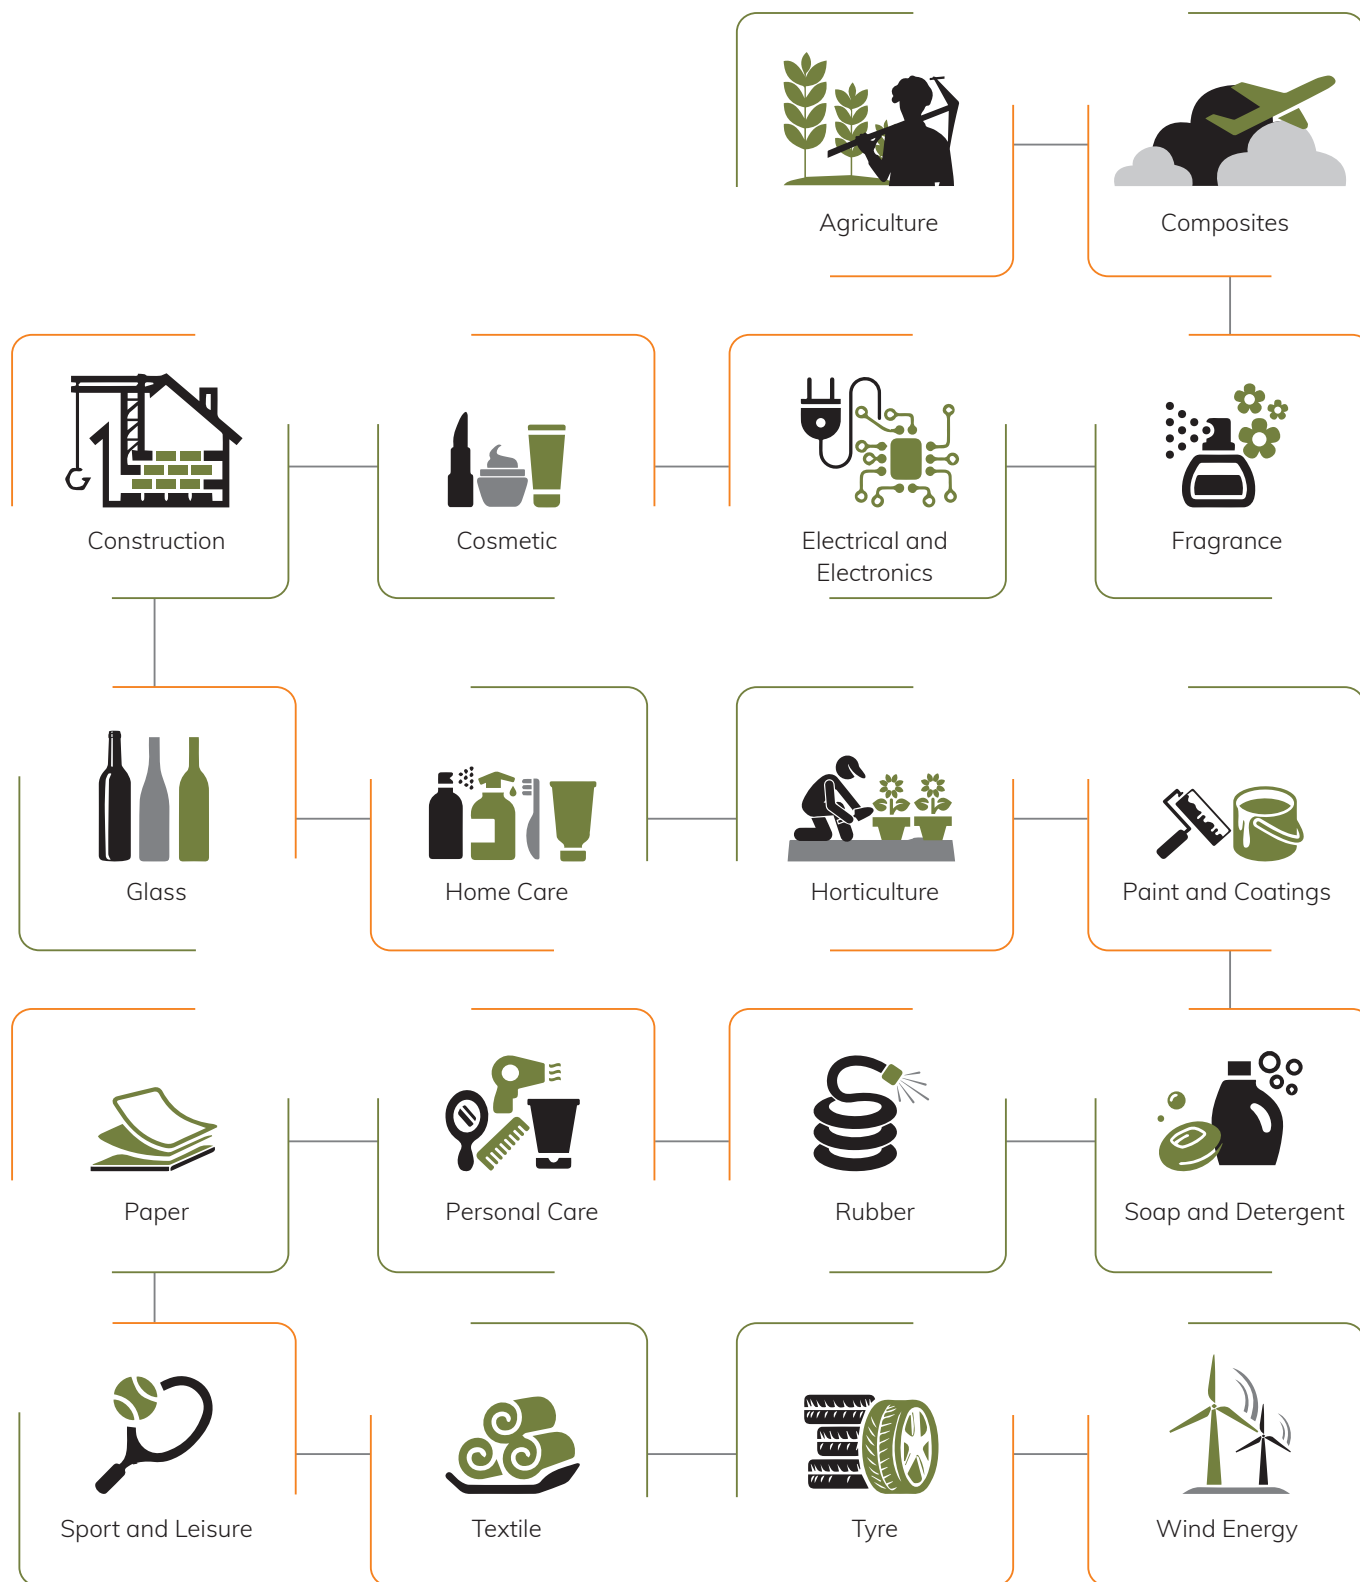 Agriculture
Composites
Construction
Cosmetic
Electrical and
Electronics
Fragrance
Glass
Home Care
Horticulture
Paint and Coatings
Paper
Personal Care
Rubber
Soap and Detergent
Sport and Leisure
Textile
Tyre
Wind Energy